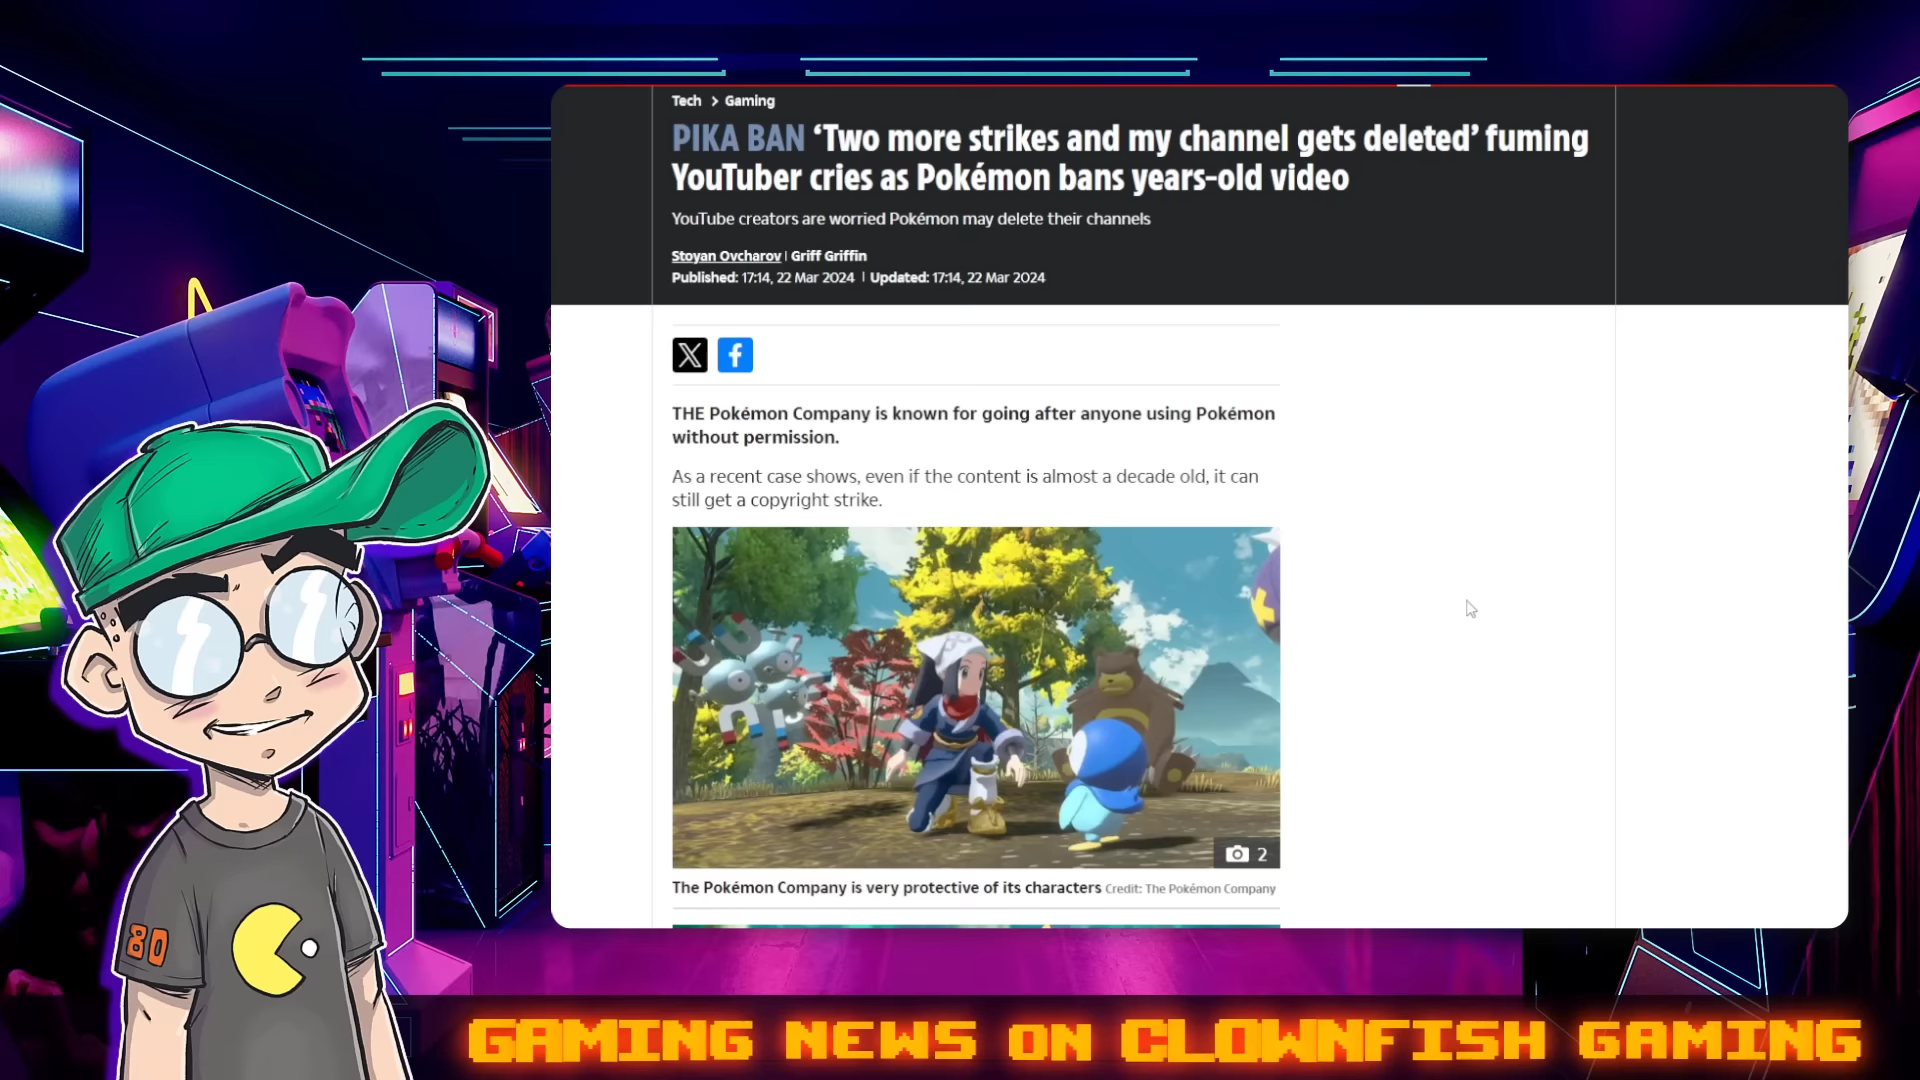 Tech > Gaming
PIKA BAN ‘Two more strikes and my channel gets deleted’ fuming
YouTuber cries as Pokémon bans years-old video
YouTube creators are worried Pokémon may delete their channels
Stoyan Ovcharov | Griff Griffin
Published: 17:14, 22 Mar 2024 | Updated: 17:14, 22 Mar 2024
THE Pokémon Company is known for going after anyone using Pokémon
without permission.
As a recent case shows, even if the content is almost a decade old, it can
still get a copyright strike.
2
The Pokémon Company is very protective of its characters Credit: The Pokémon Company
80
GAMING NEWS ON CLOWNFISH GAMING